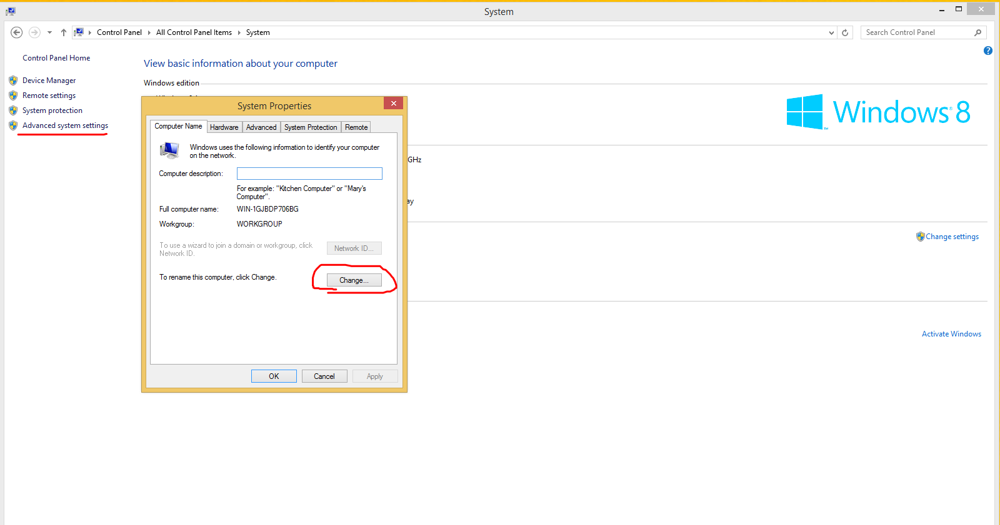 System
Control Panel
All Control Panel Items
System
Search Control Panel
Control Panel Home
Device Manager
Remote settings
System protection
Advanced system settings
View basic information about your computer
Windows edition
Windows 8
GHz
ay
Change settings
Activate Windows
System Properties
Computer Name
Hardware
Advanced
System Protection
Remote
Windows uses the following information to identify your computer
on the network.
Computer description:
For example: "Kitchen Computer" or "Mary's
Computer".
Full computer name: WIN-1GJBDP706BG
Workgroup: WORKGROUP
To use a wizard to join a domain or workgroup, click
Network ID.
Network ID...
To rename this computer, click Change.
Change...
OK
Cancel
Apply